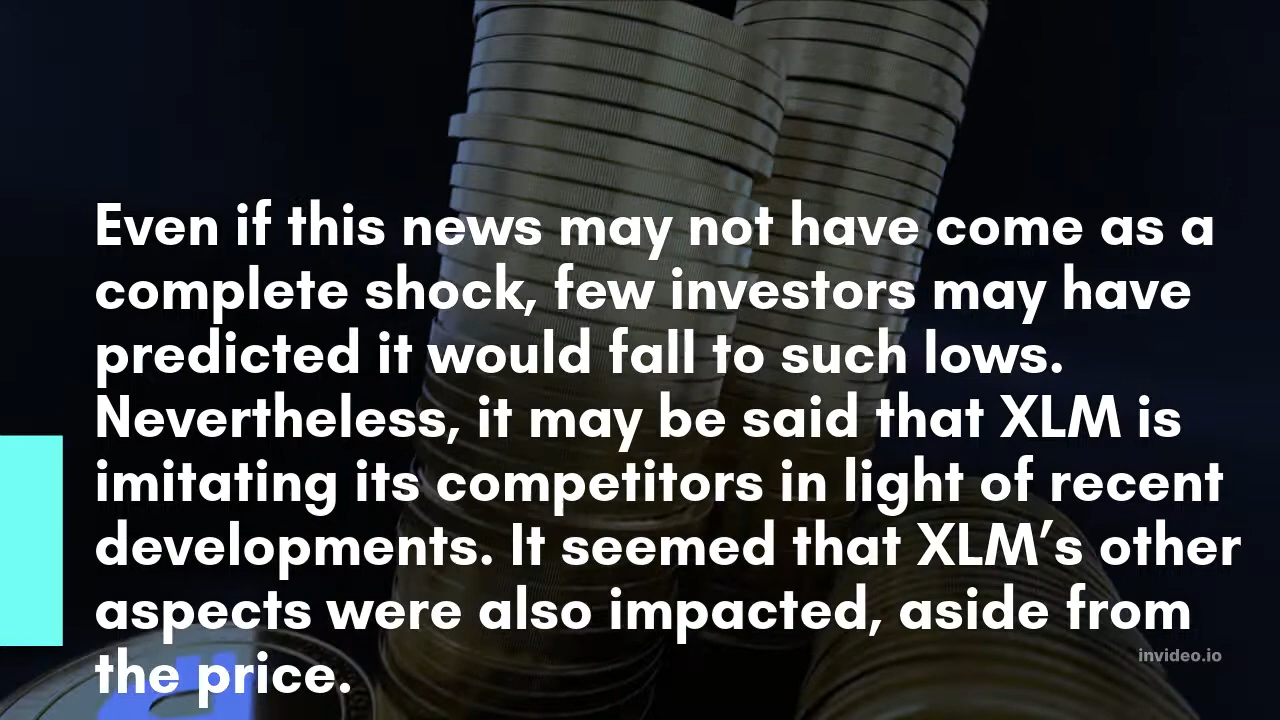 Even if this news may not have come as a
complete shock, few investors may have
predicted it would fall to such lows.
Nevertheless, it may be said that XLM is
imitating its competitors in light of recent
developments. It seemed that XLM’s other
aspects were also impacted, aside from
the price.
invideo.io